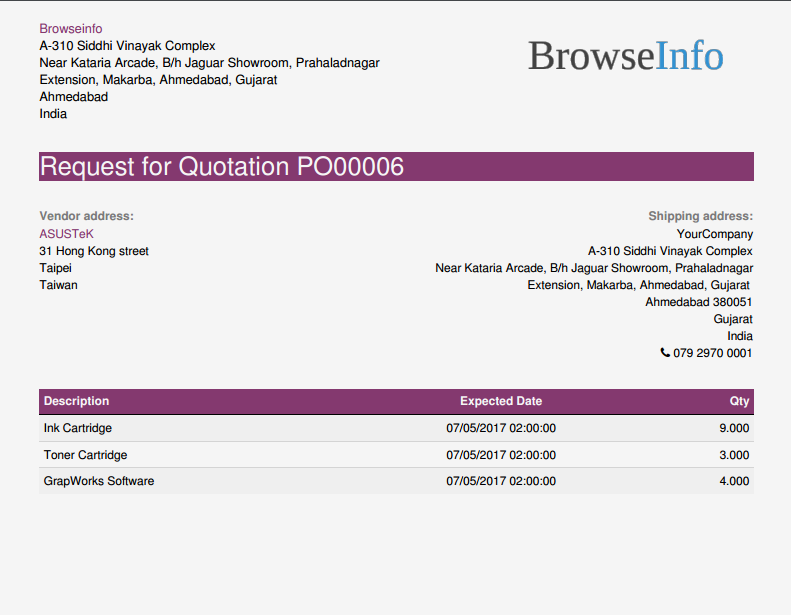 Browseinfo
A-310 Siddhi Vinayak Complex
Near Kataria Arcade, B/h Jaguar Showroom, Prahaladnagar
Extension, Makarba, Ahmedabad, Gujarat
Ahmedabad
India
BrowseInfo
Request for Quotation PO00006
Vendor address:
ASUSTeK
31 Hong Kong street
Taipei
Taiwan
Shipping address:
YourCompany
A-310 Siddhi Vinayak Complex
Near Kataria Arcade, B/h Jaguar Showroom, Prahaladnagar
Extension, Makarba, Ahmedabad, Gujarat
Ahmedabad 380051
Gujarat
India
079 2970 0001
Description Expected Date Qty
Ink Cartridge 07/05/2017 02:00:00 9.000
Toner Cartridge 07/05/2017 02:00:00 3.000
GrapWorks Software 07/05/2017 02:00:00 4.000